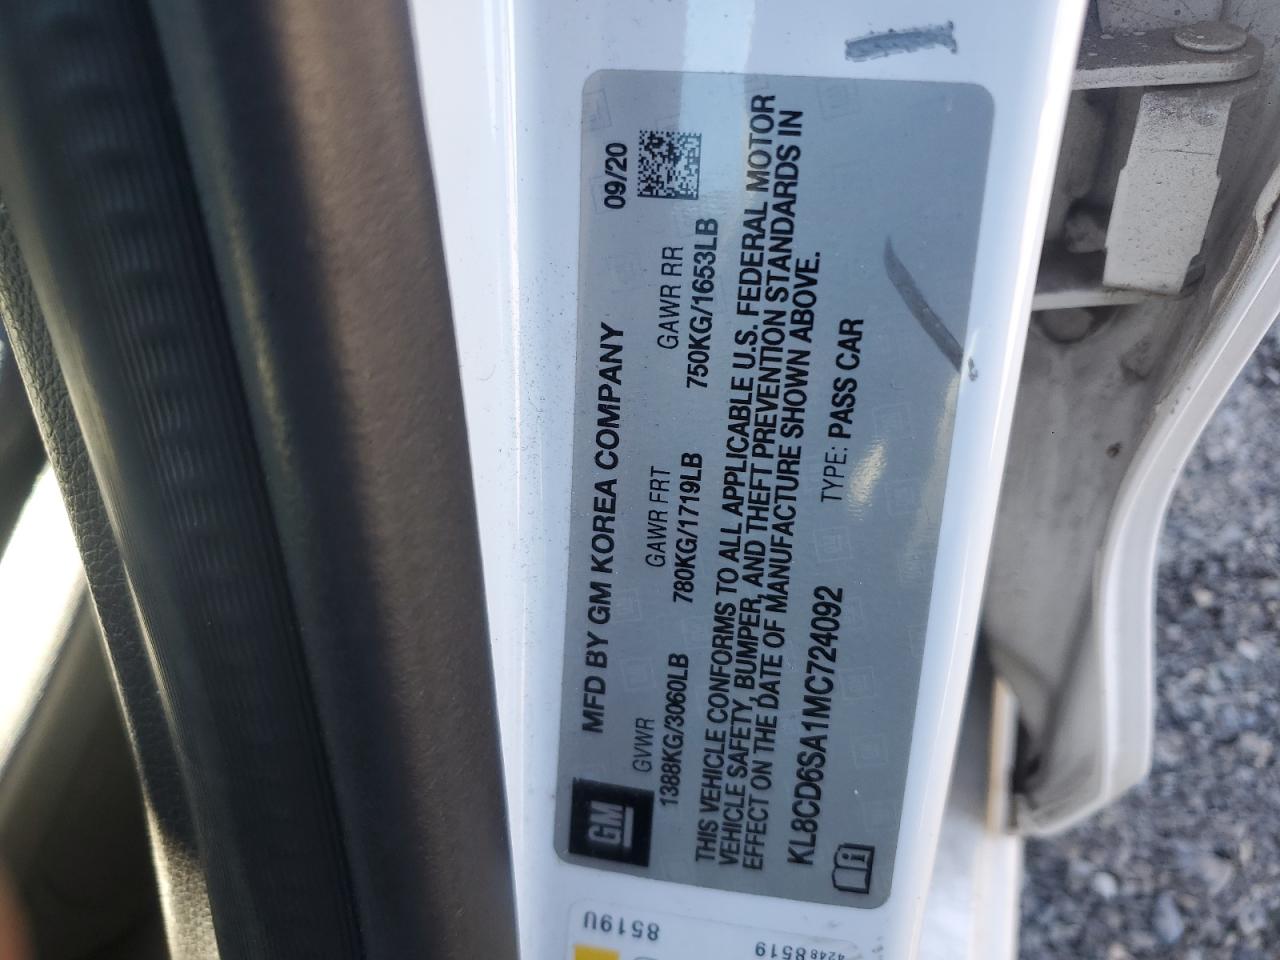 GM
MFD BY GM KOREA COMPANY 09/20
GVWR GAWR FRT GAWR RR
1388KG/3060LB 780KG/1719LB 750KG/1653LB
THIS VEHICLE CONFORMS TO ALL APPLICABLE U.S. FEDERAL MOTOR
VEHICLE SAFETY, BUMPER, AND THEFT PREVENTION STANDARDS IN
EFFECT ON THE DATE OF MANUFACTURE SHOWN ABOVE.
KL8CD6SA1MC724092 TYPE: PASS CAR
8519U
42488519